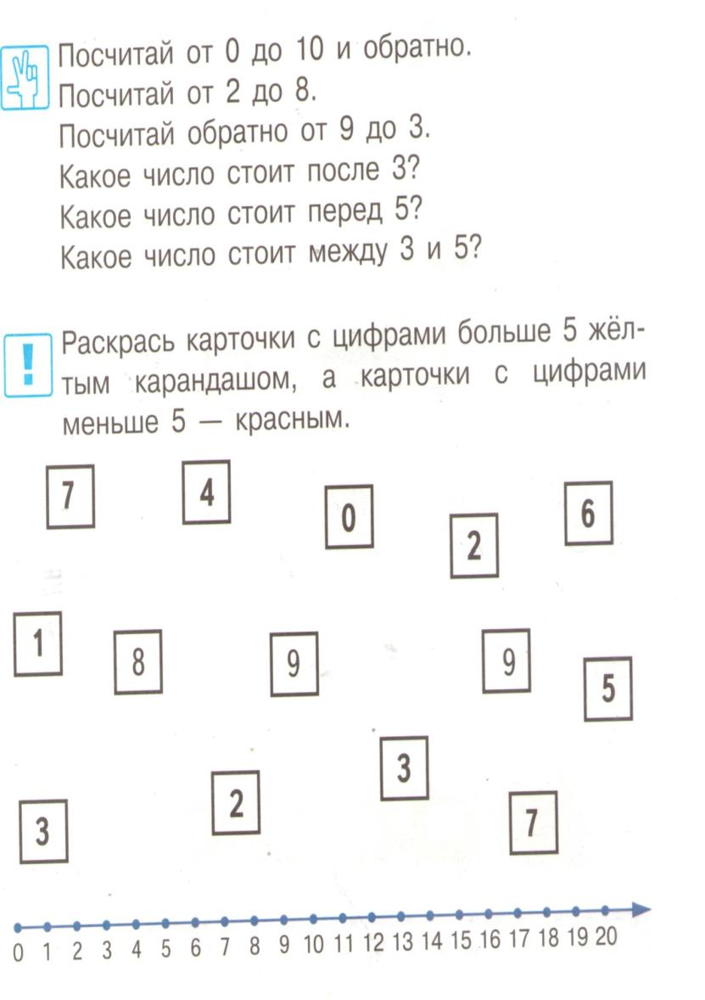 Посчитай от 0 до 10 и обратно.
Посчитай от 2 до 8.
Посчитай обратно от 9 до 3.
Какое число стоит после 3?
Какое число стоит перед 5?
Какое число стоит между 3 и 5?
!
Раскрась карточки с цифрами больше 5 жёл-
тым карандашом, а карточки с цифрами
меньше 5 — красным.
7 4 0 2 6
1 8 9 9 5
3 2 3 7
0 1 2 3 4 5 6 7 8 9 10 11 12 13 14 15 16 17 18 19 20